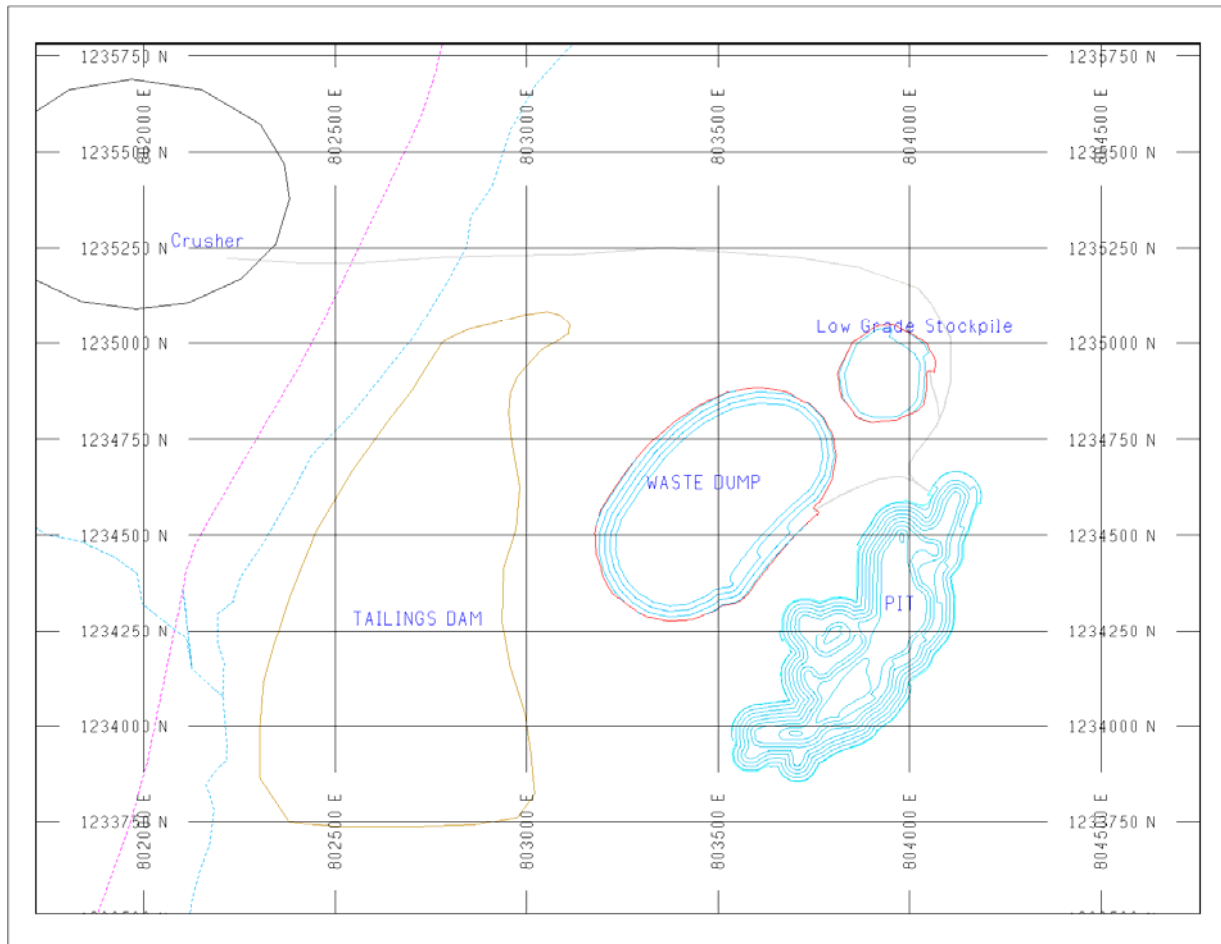 1235750 N
1235750 N
802000 E
802500 E
803000 E
803500 E
804000 E
804500 E
1235500 N
1235500 N
Crusher
1235250 N
1235250 N
Low Grade Stockpile
1235000 N
1235000 N
1234750 N
1234750 N
WASTE DUMP
1234500 N
1234500 N
PIT
TAILINGS DAM
1234250 N
1234250 N
1234000 N
1234000 N
1233750 N
1233750 N
802000 E
802500 E
803000 E
803500 E
804000 E
804500 E